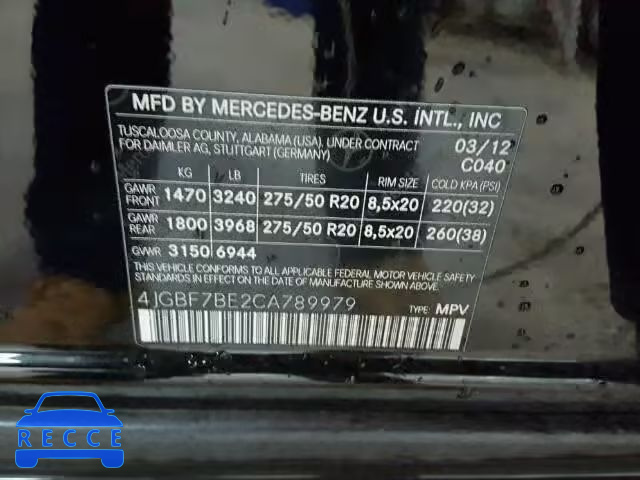 MFD BY MERCEDES-BENZ U.S. INTL., INC
TUSCALOOSA COUNTY, ALABAMA (USA), UNDER CONTRACT 03/12
FOR DAIMLER AG, STUTTGART (GERMANY) C040
KG LB TIRES RIM SIZE COLD KPA (PSI)
GAWR FRONT 1470 3240 275/50 R20 8,5x20 220(32)
GAWR REAR 1800 3968 275/50 R20 8,5x20 260(38)
GVWR 3150 6944
THIS VEHICLE CONFORMS TO ALL APPLICABLE FEDERAL MOTOR VEHICLE SAFETY
STANDARDS IN EFFECT ON THE DATE OF MANUFACTURE SHOWN ABOVE.
4JGBF7BE2CA789979 TYPE: MPV
RECCE